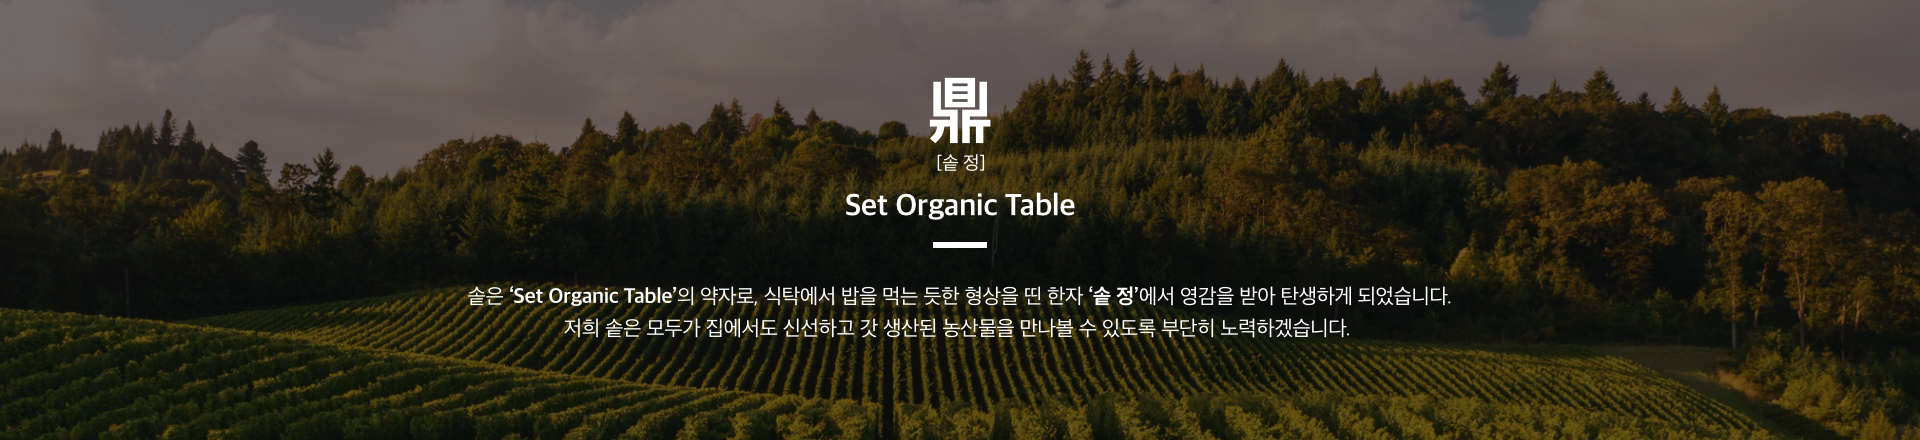 鼎
[솥 정]
Set Organic Table
솥은 ‘Set Organic Table’의 약자로, 식탁에서 밥을 먹는 듯한 형상을 띤 한자 ‘솥 정’에서 영감을 받아 탄생하게 되었습니다.
저희 솥은 모두가 집에서도 신선하고 갓 생산된 농산물을 만나볼 수 있도록 부단히 노력하겠습니다.